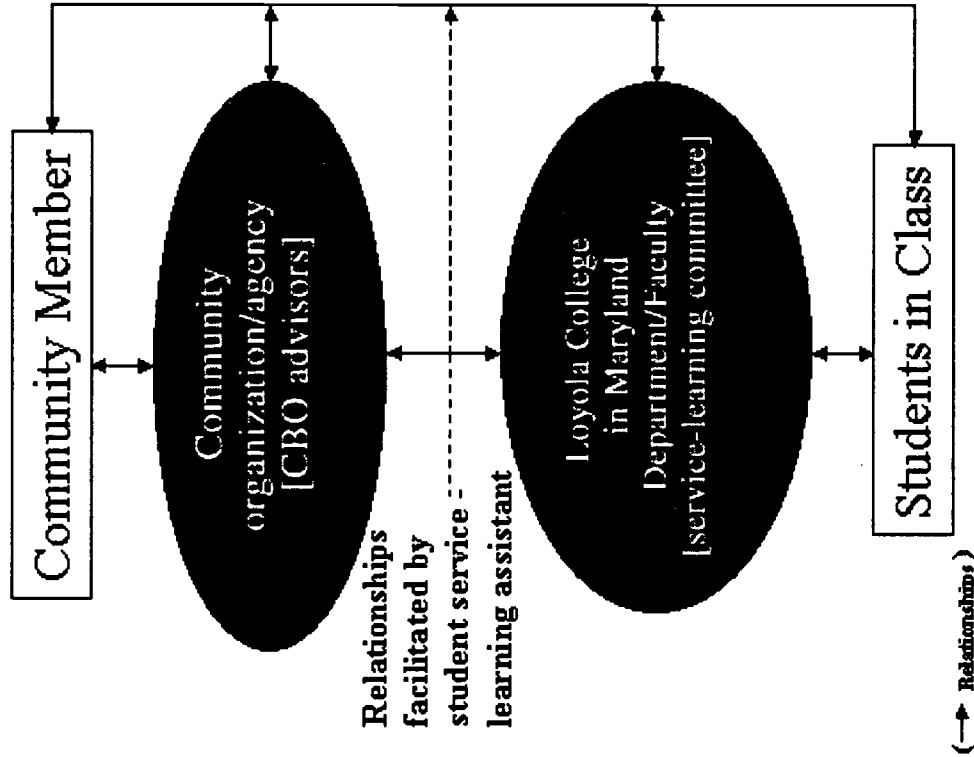 Community Member
Community
organization/agency
[CBO advisors]
Relationships
facilitated by
student service -
learning assistant
Loyola College
in Maryland
Department/Faculty
[service-learning committee]
Students in Class
( Relationships )